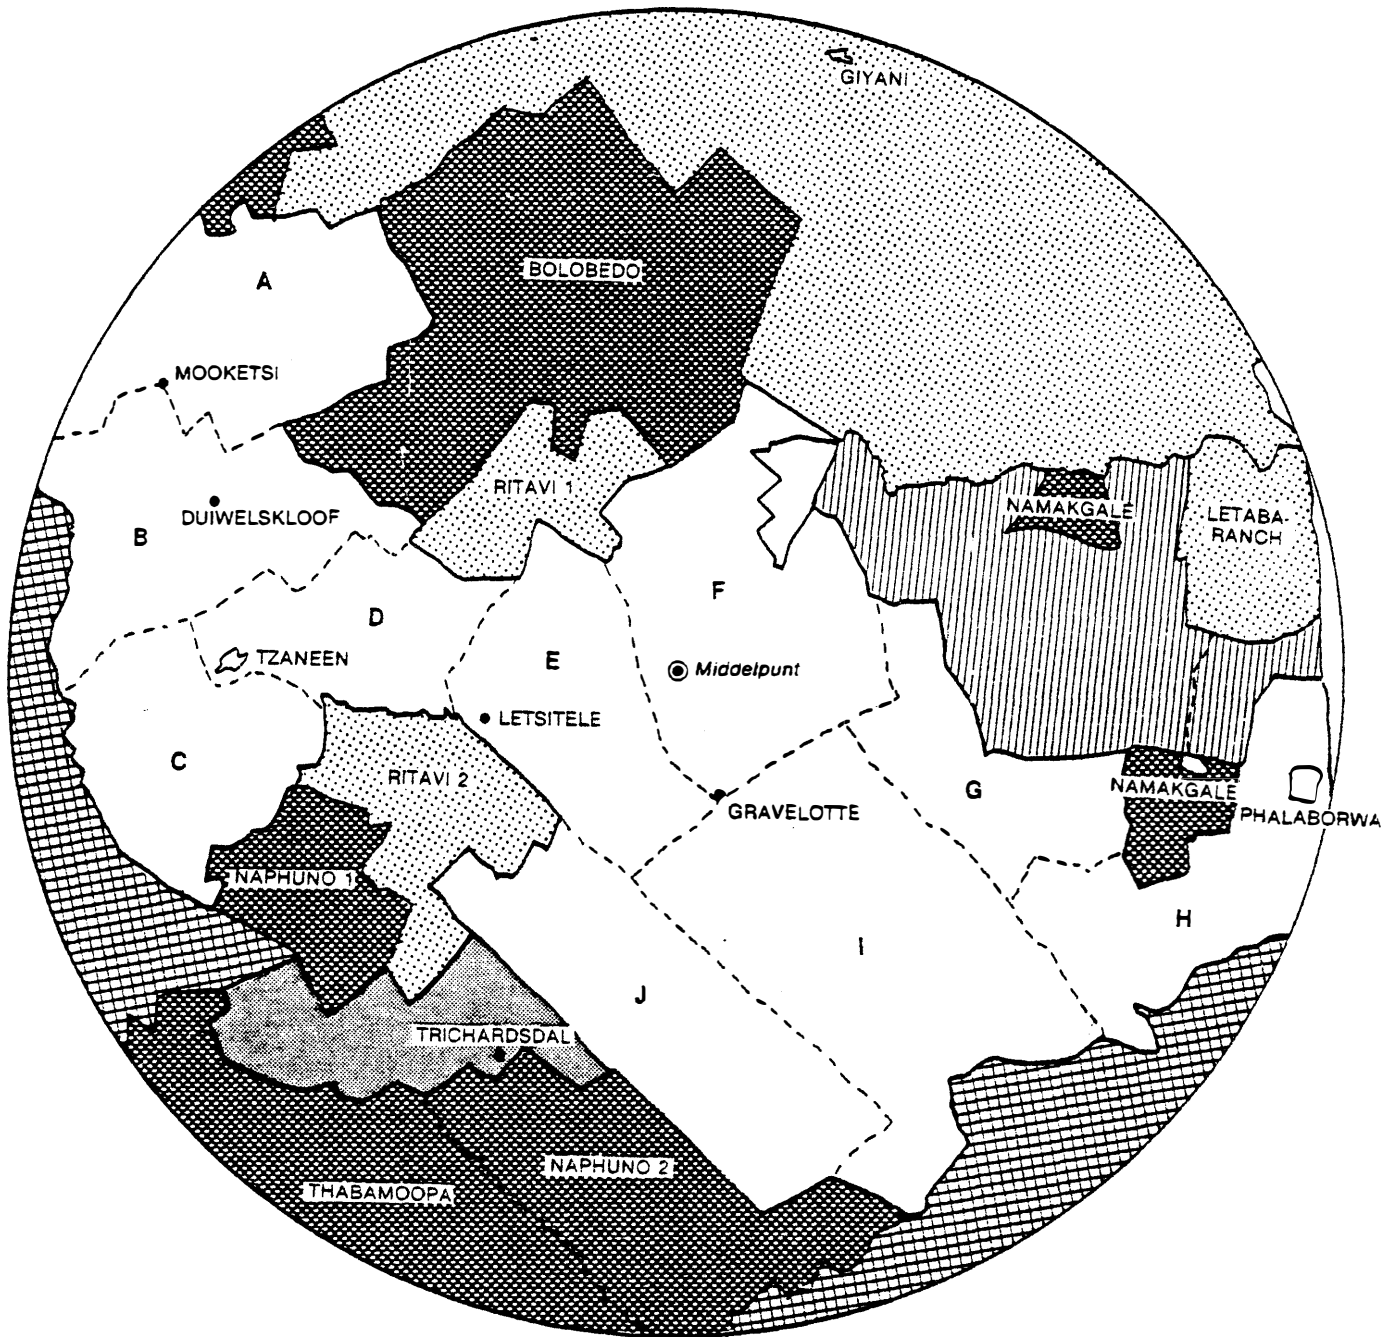 GIYANI
BOLOBEDO
A
MOOKETSI
RITAVI 1
NAMAKGALE
LETABA-
RANCH
DUIWELSKLOOF
B
F
D
TZANEEN
E
Middelpunt
LETSITELE
C
RITAVI 2
G
NAMAKGALE
GRAVELOTTE
PHALABORWA
NAPHUNO 1
H
I
J
TRICHARDSDAL
NAPHUNO 2
THABAMOOPA